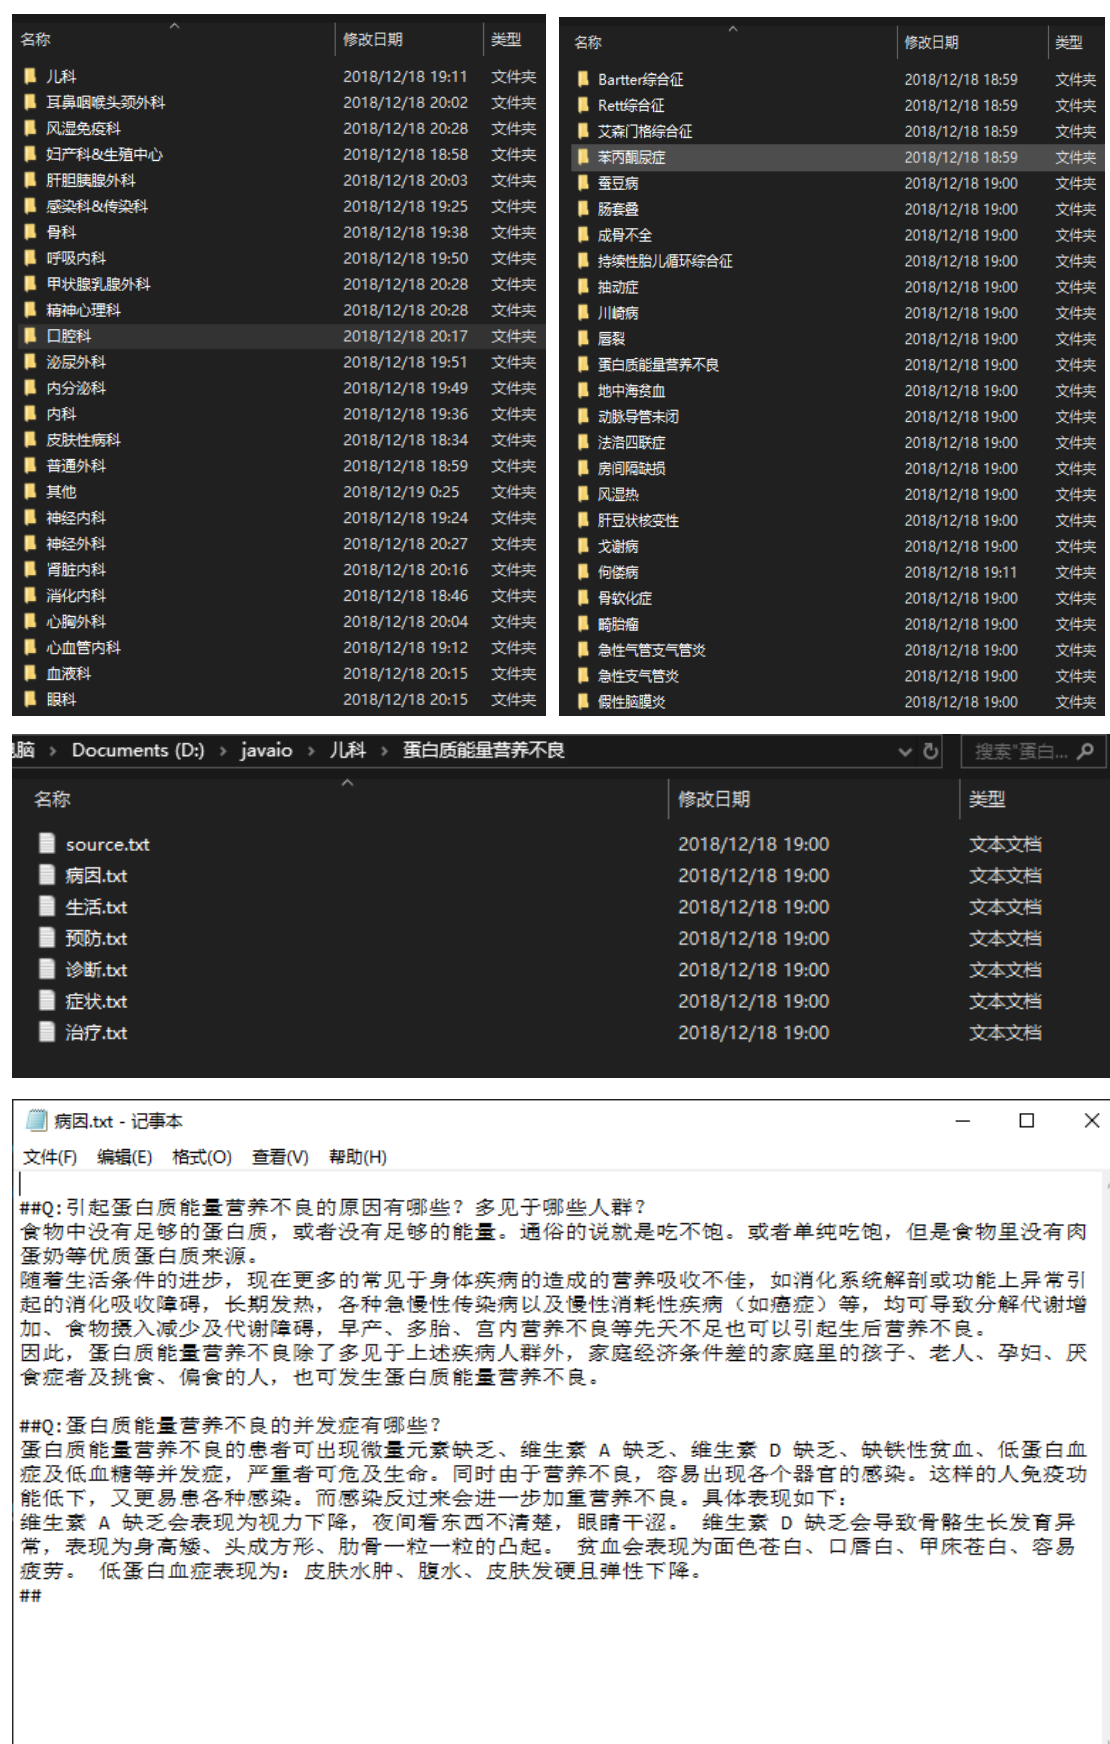 名称 修改日期 类型
儿科 2018/12/18 19:11 文件夹
耳鼻咽喉头颈外科 2018/12/18 20:02 文件夹
风湿免疫科 2018/12/18 20:28 文件夹
妇产科&生殖中心 2018/12/18 18:58 文件夹
肝胆胰腺外科 2018/12/18 20:03 文件夹
感染科&传染科 2018/12/18 19:25 文件夹
骨科 2018/12/18 19:38 文件夹
呼吸内科 2018/12/18 19:50 文件夹
甲状腺乳腺外科 2018/12/18 20:28 文件夹
精神心理科 2018/12/18 20:28 文件夹
口腔科 2018/12/18 20:17 文件夹
泌尿外科 2018/12/18 19:51 文件夹
内分泌科 2018/12/18 19:49 文件夹
内科 2018/12/18 19:36 文件夹
皮肤性病科 2018/12/18 18:34 文件夹
普通外科 2018/12/18 18:59 文件夹
其他 2018/12/19 0:25 文件夹
神经内科 2018/12/18 19:24 文件夹
神经外科 2018/12/18 20:27 文件夹
肾脏内科 2018/12/18 20:16 文件夹
消化内科 2018/12/18 18:46 文件夹
心胸外科 2018/12/18 20:04 文件夹
心血管内科 2018/12/18 19:12 文件夹
血液科 2018/12/18 20:15 文件夹
眼科 2018/12/18 20:15 文件夹
名称 修改日期 类型
Bartter综合征 2018/12/18 18:59 文件夹
Rett综合征 2018/12/18 18:59 文件夹
艾森门格综合征 2018/12/18 18:59 文件夹
苯丙酮尿症 2018/12/18 18:59 文件夹
蚕豆病 2018/12/18 19:00 文件夹
肠套叠 2018/12/18 19:00 文件夹
成骨不全 2018/12/18 19:00 文件夹
持续性胎儿循环综合征 2018/12/18 19:00 文件夹
抽动症 2018/12/18 19:00 文件夹
川崎病 2018/12/18 19:00 文件夹
唇裂 2018/12/18 19:00 文件夹
蛋白质能量营养不良 2018/12/18 19:00 文件夹
地中海贫血 2018/12/18 19:00 文件夹
动脉导管未闭 2018/12/18 19:00 文件夹
法洛四联症 2018/12/18 19:00 文件夹
房间隔缺损 2018/12/18 19:00 文件夹
风湿热 2018/12/18 19:00 文件夹
肝豆状核变性 2018/12/18 19:00 文件夹
戈谢病 2018/12/18 19:00 文件夹
佝偻病 2018/12/18 19:11 文件夹
骨软化症 2018/12/18 19:00 文件夹
畸胎瘤 2018/12/18 19:00 文件夹
急性气管支气管炎 2018/12/18 19:00 文件夹
急性支气管炎 2018/12/18 19:00 文件夹
假性脑膜炎 2018/12/18 19:00 文件夹
脑 › Documents (D:) › javaio › 儿科 › 蛋白质能量营养不良 搜索"蛋白...
名称 修改日期 类型
source.txt 2018/12/18 19:00 文本文档
病因.txt 2018/12/18 19:00 文本文档
生活.txt 2018/12/18 19:00 文本文档
预防.txt 2018/12/18 19:00 文本文档
诊断.txt 2018/12/18 19:00 文本文档
症状.txt 2018/12/18 19:00 文本文档
治疗.txt 2018/12/18 19:00 文本文档
病因.txt - 记事本
文件(F) 编辑(E) 格式(O) 查看(V) 帮助(H)
##Q:引起蛋白质能量营养不良的原因有哪些？多见于哪些人群？
食物中没有足够的蛋白质，或者没有足够的能量。通俗的说就是吃不饱。或者单纯吃饱，但是食物里没有肉
蛋奶等优质蛋白质来源。
随着生活条件的进步，现在更多的常见于身体疾病的造成的营养吸收不佳，如消化系统解剖或功能上异常引
起的消化吸收障碍，长期发热，各种急慢性传染病以及慢性消耗性疾病（如癌症）等，均可导致分解代谢增
加、食物摄入减少及代谢障碍，早产、多胎、宫内营养不良等先天不足也可以引起生后营养不良。
因此，蛋白质能量营养不良除了多见于上述疾病人群外，家庭经济条件差的家庭里的孩子、老人、孕妇、厌
食症者及挑食、偏食的人，也可发生蛋白质能量营养不良。
##Q:蛋白质能量营养不良的并发症有哪些？
蛋白质能量营养不良的患者可出现微量元素缺乏、维生素 A 缺乏、维生素 D 缺乏、缺铁性贫血、低蛋白血
症及低血糖等并发症，严重者可危及生命。同时由于营养不良，容易出现各个器官的感染。这样的人免疫功
能低下，又更易患各种感染。而感染反过来会进一步加重营养不良。具体表现如下：
维生素 A 缺乏会表现为视力下降，夜间看东西不清楚，眼睛干涩。 维生素 D 缺乏会导致骨骼生长发育异
常，表现为身高矮、头成方形、肋骨一粒一粒的凸起。 贫血会表现为面色苍白、口唇白、甲床苍白、容易
疲劳。 低蛋白血症表现为：皮肤水肿、腹水、皮肤发硬且弹性下降。
##